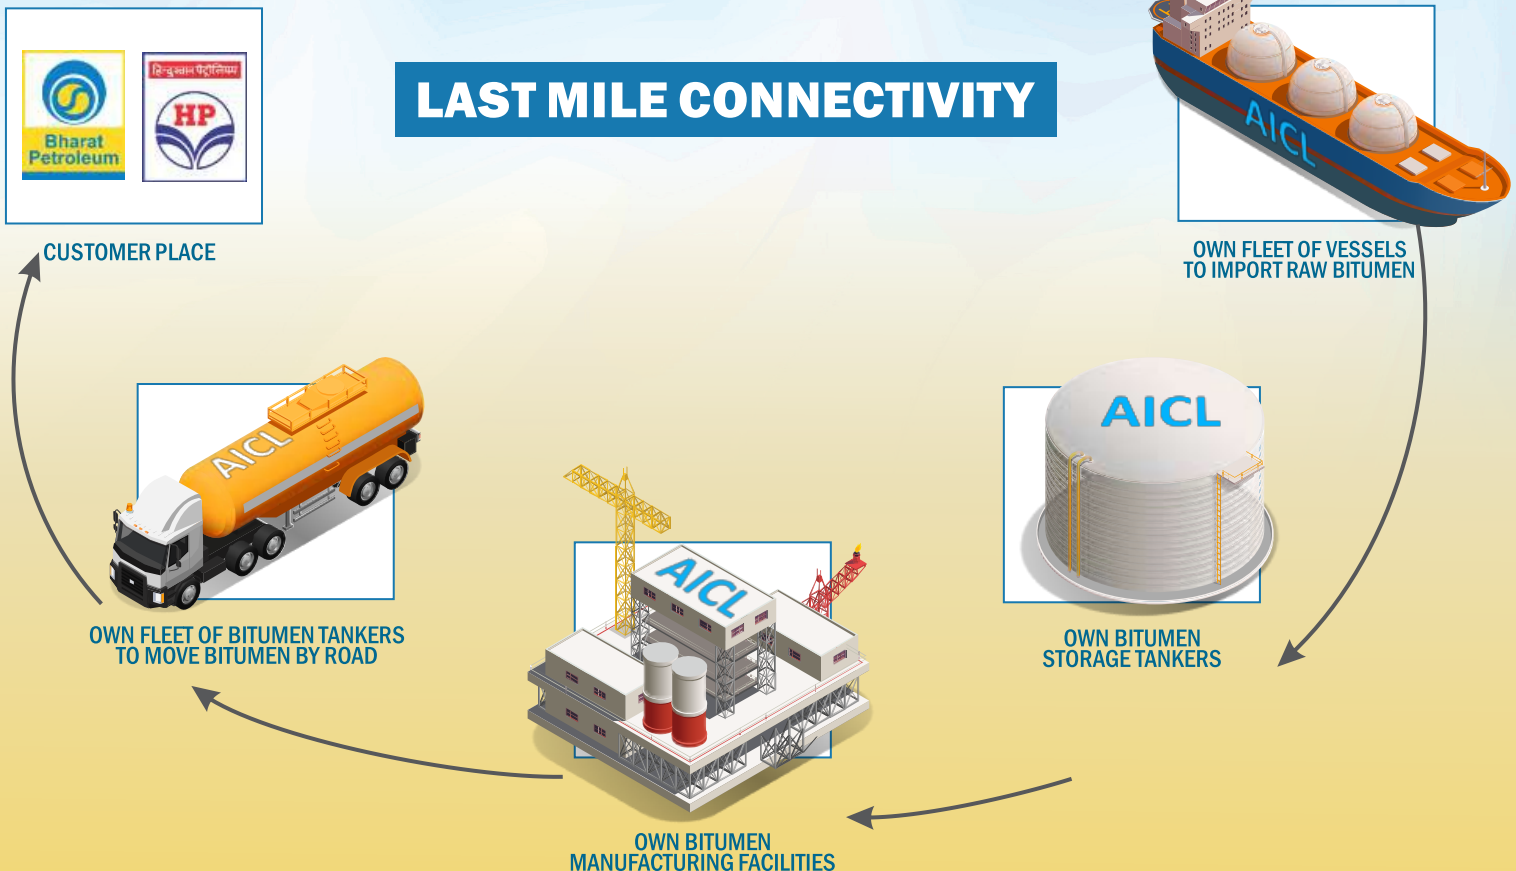 LAST MILE CONNECTIVITY
Bharat
Petroleum
हिन्दुस्तान पेट्रोलियम
HP
CUSTOMER PLACE
AICL
OWN FLEET OF VESSELS
TO IMPORT RAW BITUMEN
AICL
OWN BITUMEN
STORAGE TANKERS
AICL
OWN BITUMEN
MANUFACTURING FACILITIES
AICL
OWN FLEET OF BITUMEN TANKERS
TO MOVE BITUMEN BY ROAD